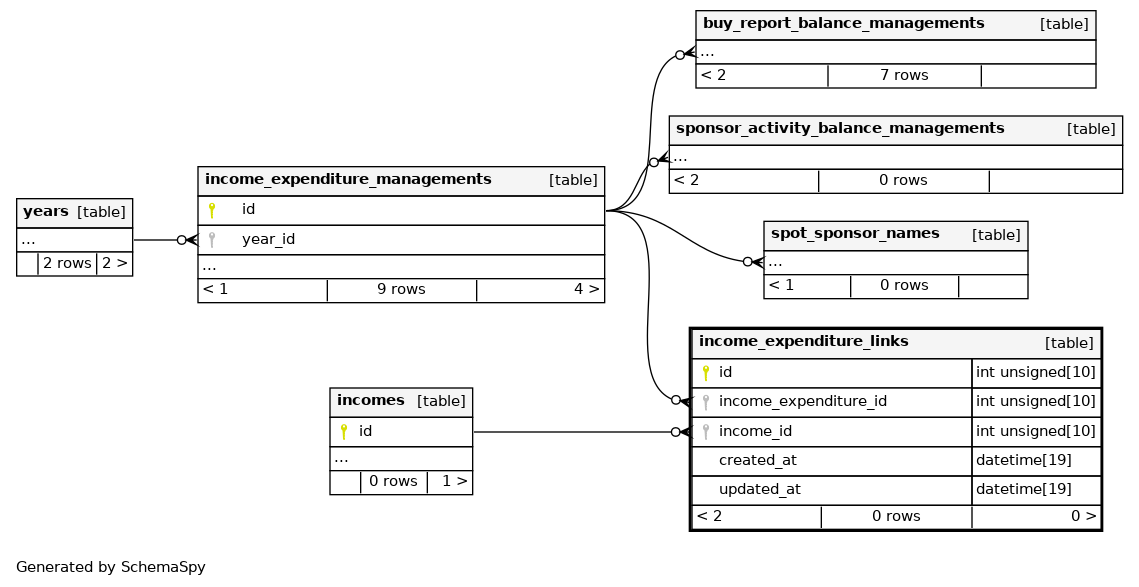 buy_report_balance_managements [table]
...
< 2 7 rows
sponsor_activity_balance_managements [table]
...
< 2 0 rows
income_expenditure_managements [table]
id
year_id
...
< 1 9 rows 4 >
years [table]
...
2 rows 2 >
spot_sponsor_names [table]
...
< 1 0 rows
income_expenditure_links [table]
id int unsigned[10]
income_expenditure_id int unsigned[10]
income_id int unsigned[10]
created_at datetime[19]
updated_at datetime[19]
< 2 0 rows 0 >
incomes [table]
id
...
0 rows 1 >
Generated by SchemaSpy